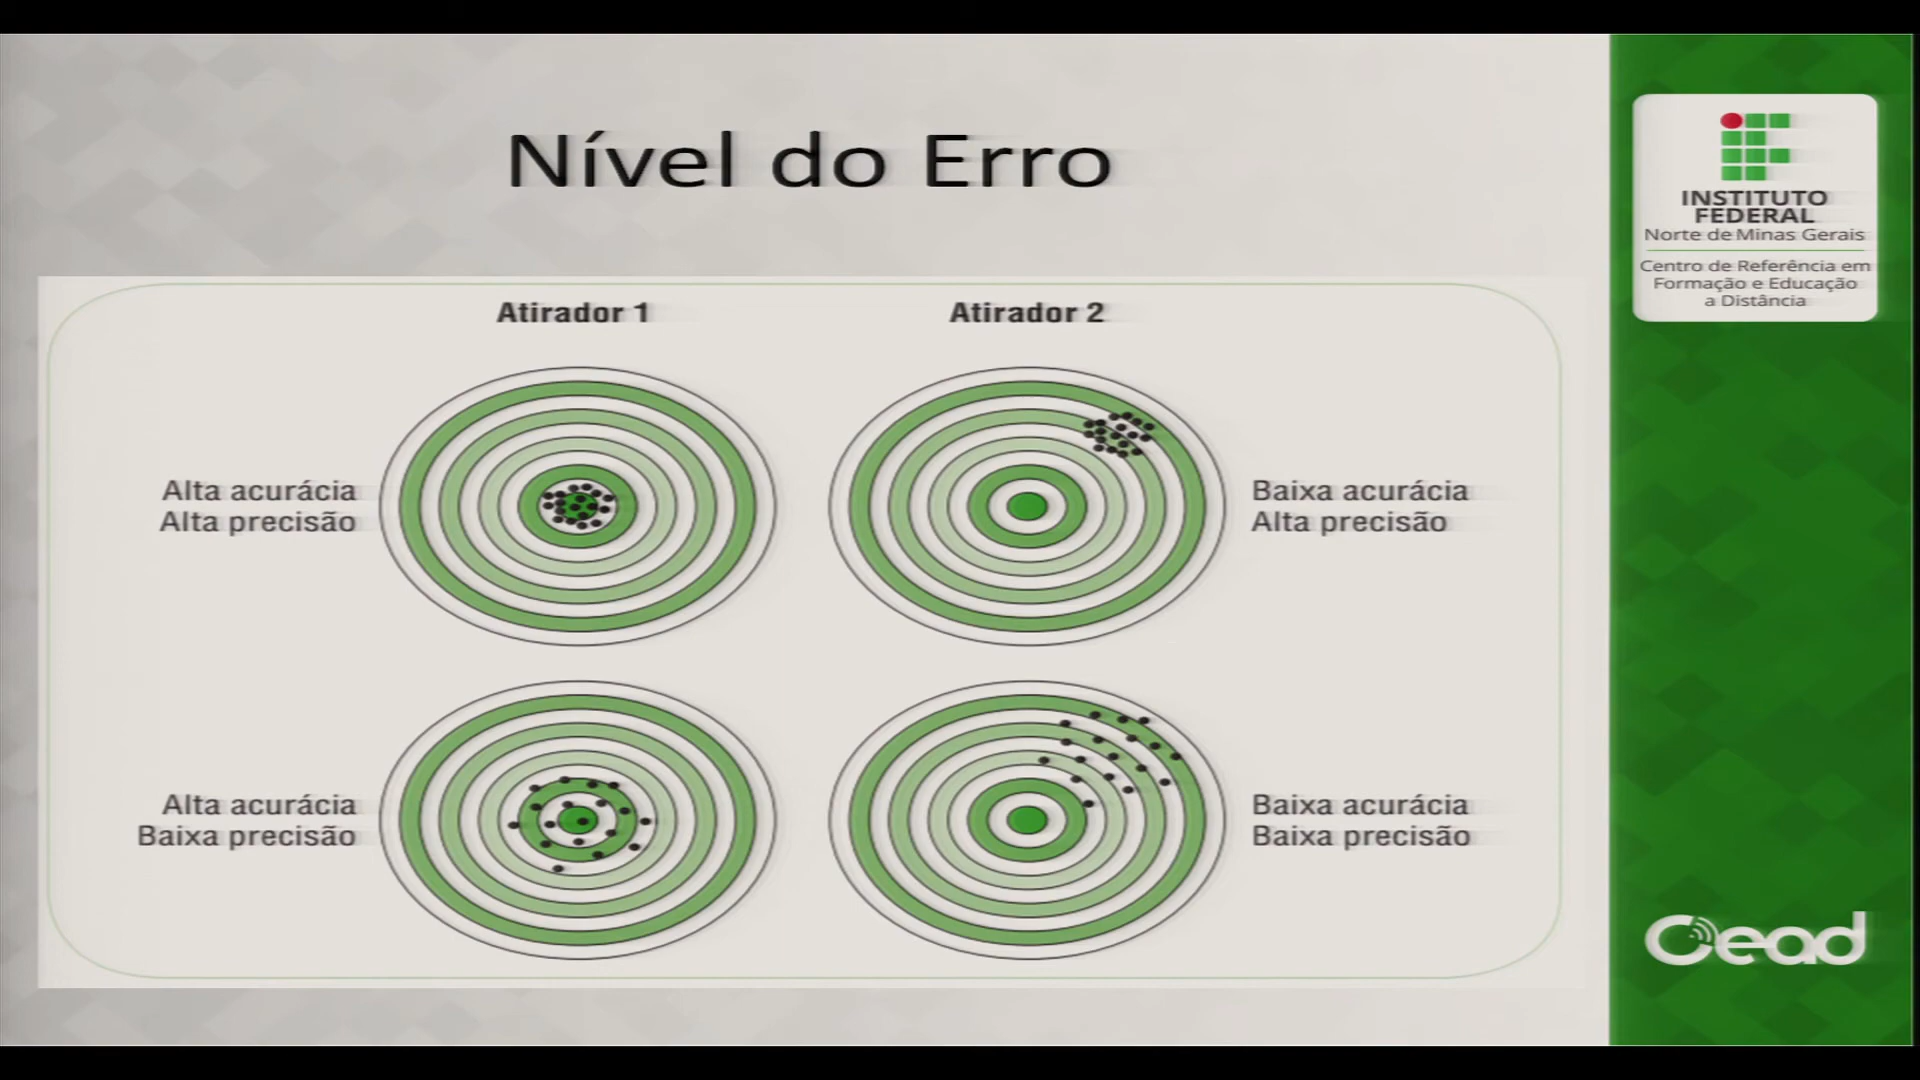 Nível do Erro
Atirador 1
Atirador 2
Alta acurácia
Alta precisão
Baixa acurácia
Alta precisão
Alta acurácia
Baixa precisão
Baixa acurácia
Baixa precisão
INSTITUTO
FEDERAL
Norte de Minas Gerais
Centro de Referência em
Formação e Educação
a Distância
Cead